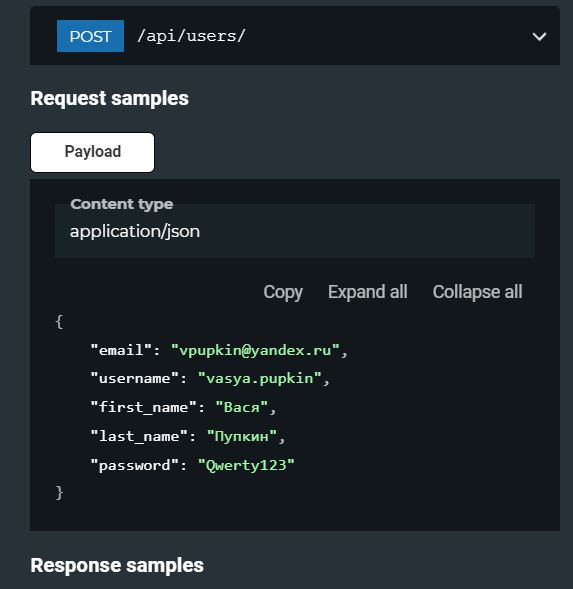 POST /api/users/
Request samples
Payload
Content type
application/json
Copy Expand all Collapse all
{
"email": "vpupkin@yandex.ru",
"username": "vasya.pupkin",
"first_name": "Вася",
"last_name": "Пупкин",
"password": "Qwerty123"
}
Response samples